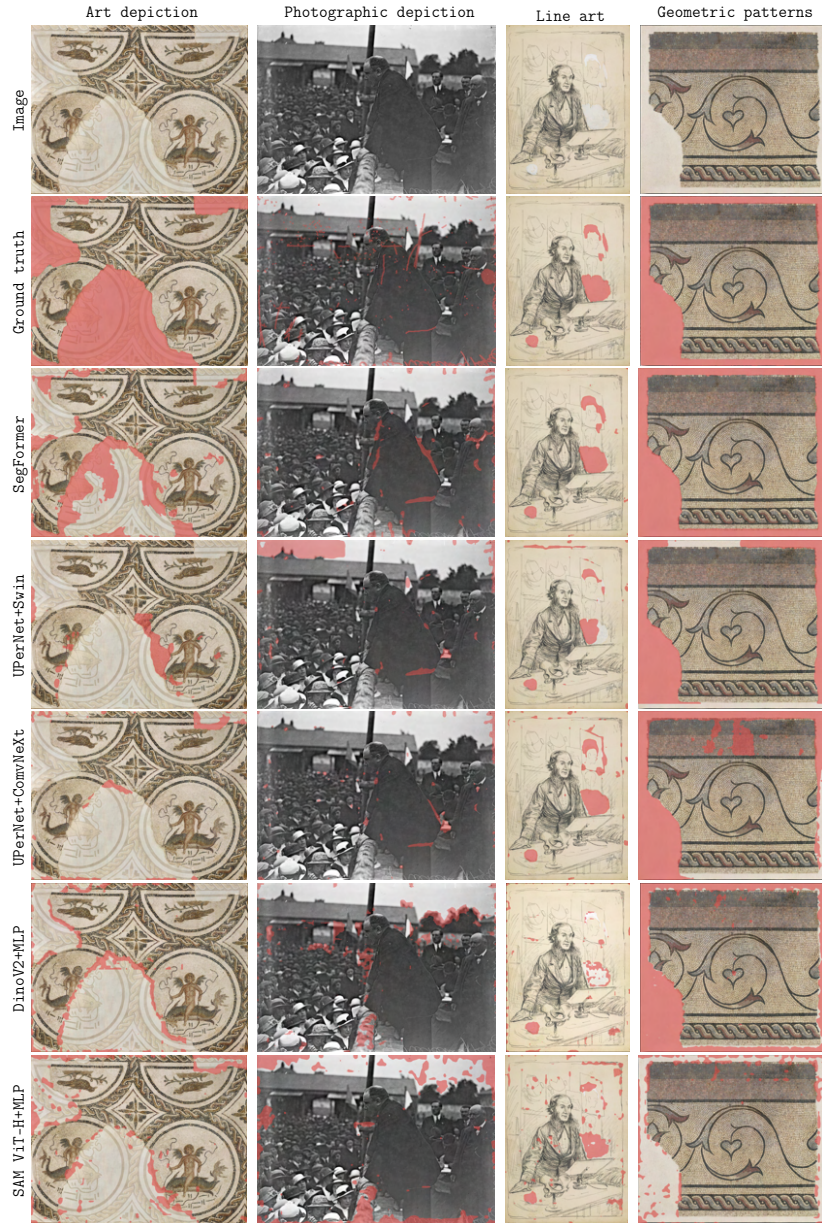 Art depiction
Photographic depiction
Line art
Geometric patterns
Image
Ground truth
SegFormer
UPerNet+Swin
UPerNet+ComvNeXt
DinoV2+MLP
SAM ViT-H+MLP